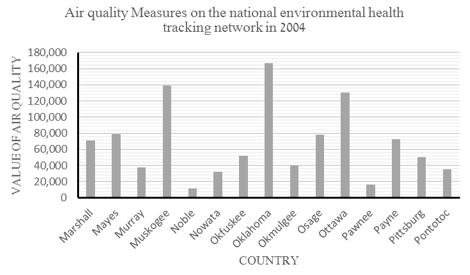 Air quality Measures on the national environmental health
tracking network in 2004
VALUE OF AIR QUALITY
180,000
160,000
140,000
120,000
100,000
80,000
60,000
40,000
20,000
0
Marshall
Mayes
Murray
Muskogee
Noble
Nowata
Okfuskee
Oklahoma
Okmulgee
Osage
Ottawa
Pawnee
Payne
Pittsburg
Pontotoc
COUNTRY